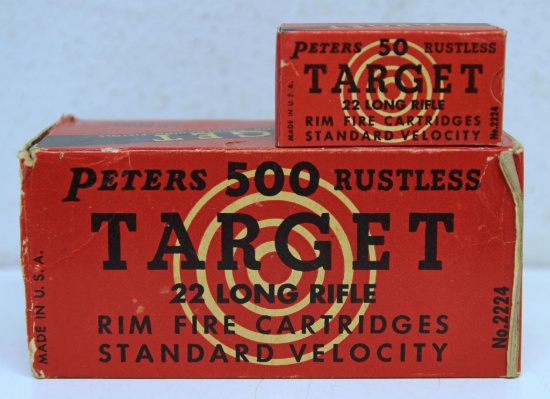 PETERS 50 RUSTLESS
TARGET
22 LONG RIFLE
RIM FIRE CARTRIDGES
STANDARD VELOCITY
MADE IN U.S.A.
No. 2224
PETERS 500 RUSTLESS
TARGET
22 LONG RIFLE
RIM FIRE CARTRIDGES
STANDARD VELOCITY
MADE IN U.S.A.
No. 2224